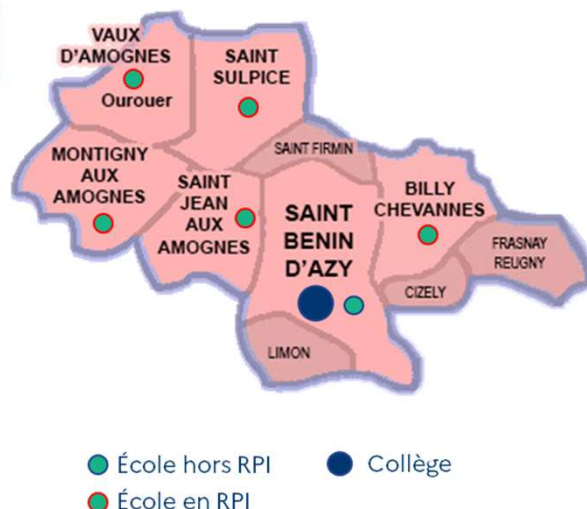 VAUX
D'AMOGNES
Ourouer
SAINT
SULPICE
SAINT FIRMIN
MONTIGNY
AUX
AMOGNES
SAINT
JEAN
AUX
AMOGNES
SAINT
BENIN
D'AZY
BILLY
CHEVANNES
FRASNAY
REUGNY
CIZELY
LIMON
École hors RPI
Collège
École en RPI